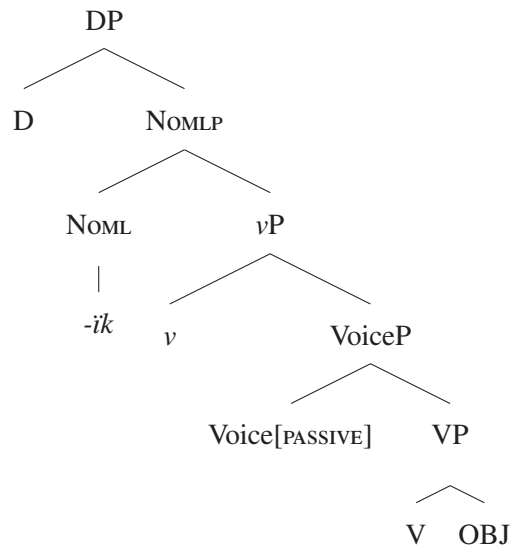 DP
D NOMLP
NOML vP
-ïk v VoiceP
Voice[PASSIVE] VP
V OBJ